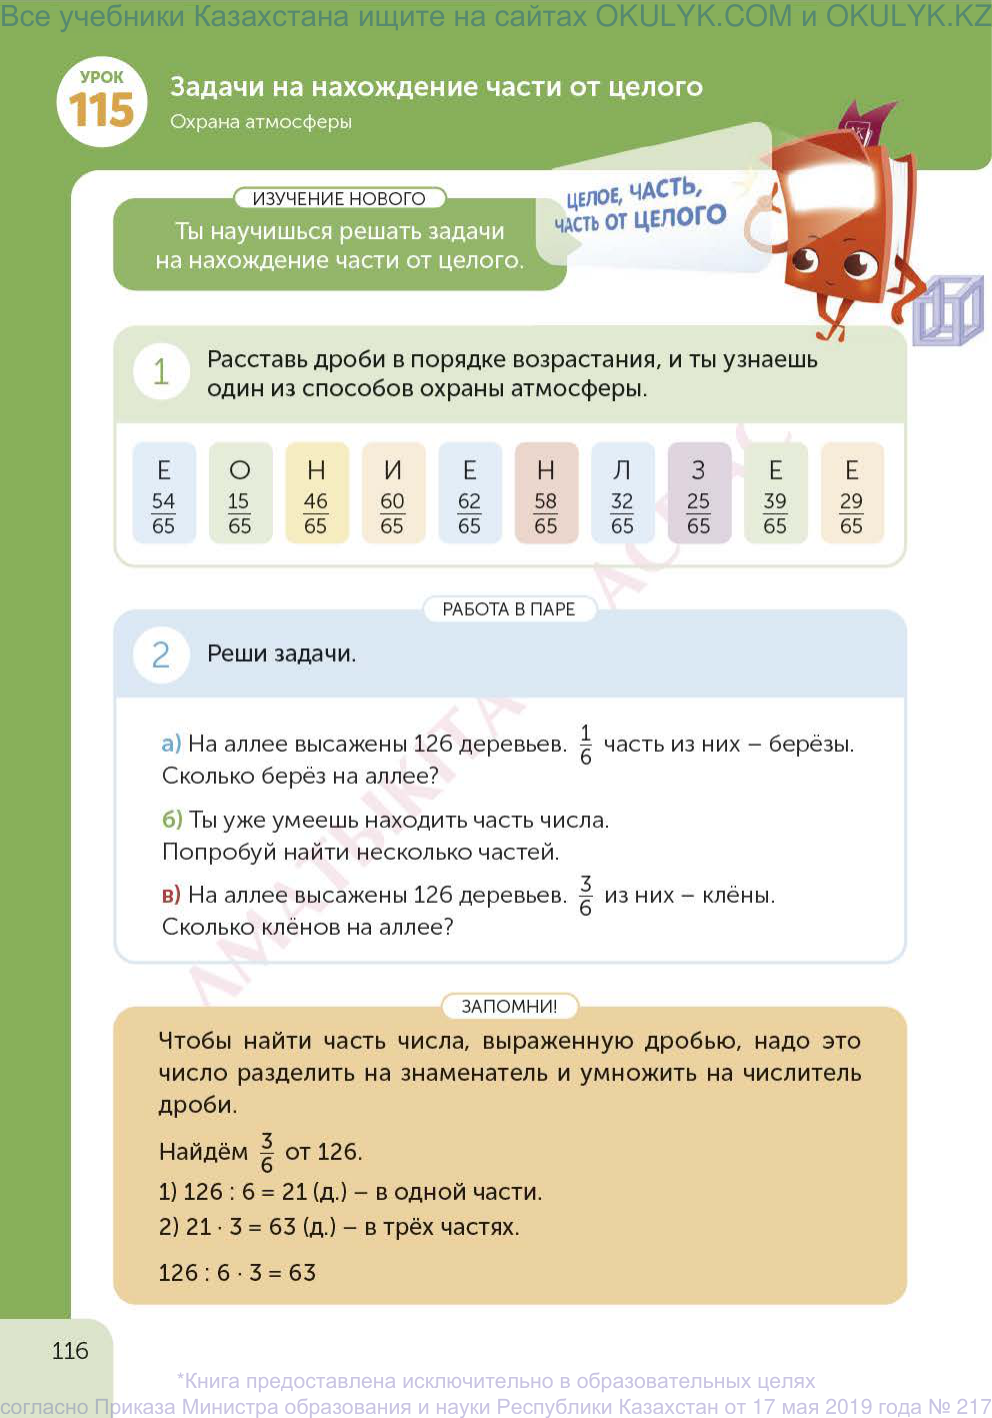 Все учебники Казахстана ищите на сайтах OKULYK.COM и OKULYK.KZ
УРОК
115
Задачи на нахождение части от целого
Охрана атмосферы
ИЗУЧЕНИЕ НОВОГО
Ты научишься решать задачи
на нахождение части от целого.
ЦЕЛОЕ, ЧАСТЬ,
ЧАСТЬ ОТ ЦЕЛОГО
1
Расставь дроби в порядке возрастания, и ты узнаешь
один из способов охраны атмосферы.
Е О Н И Е Н Л З Е Е
54/65 15/65 46/65 60/65 62/65 58/65 32/65 25/65 39/65 29/65
РАБОТА В ПАРЕ
2
Реши задачи.
а) На аллее высажены 126 деревьев. 1/6 часть из них – берёзы.
Сколько берёз на аллее?
б) Ты уже умеешь находить часть числа.
Попробуй найти несколько частей.
в) На аллее высажены 126 деревьев. 3/6 из них – клёны.
Сколько клёнов на аллее?
ЗАПОМНИ!
Чтобы найти часть числа, выраженную дробью, надо это
число разделить на знаменатель и умножить на числитель
дроби.
Найдём 3/6 от 126.
1) 126 : 6 = 21 (д.) – в одной части.
2) 21 · 3 = 63 (д.) – в трёх частях.
126 : 6 · 3 = 63
116
*Книга предоставлена исключительно в образовательных целях
согласно Приказа Министра образования и науки Республики Казахстан от 17 мая 2019 года № 217